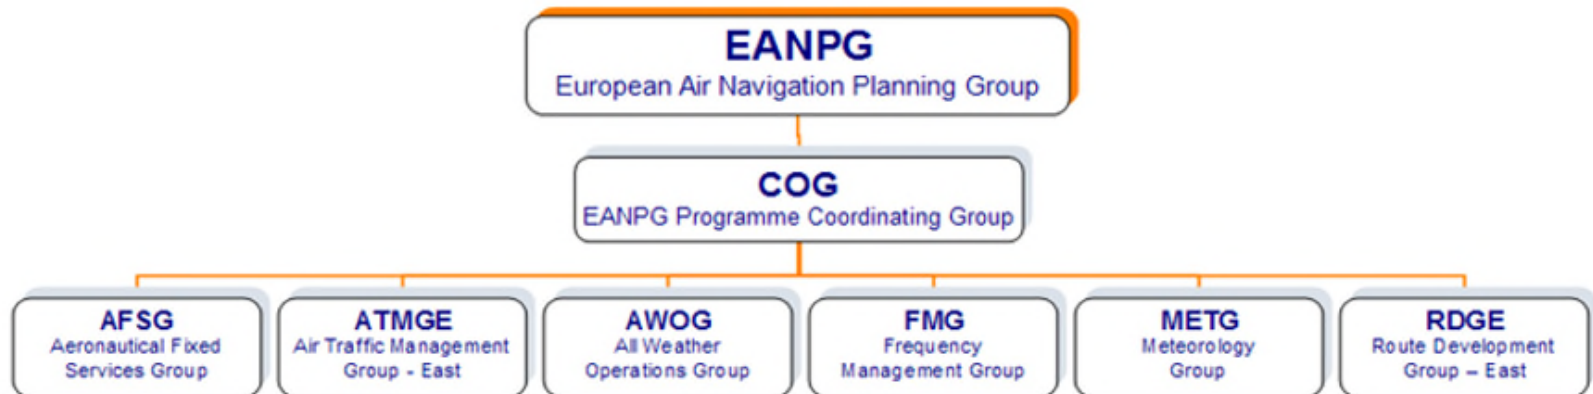 EANPG
European Air Navigation Planning Group
COG
EANPG Programme Coordinating Group
AFSG
Aeronautical Fixed
Services Group
ATMGE
Air Traffic Management
Group - East
AWOG
All Weather
Operations Group
FMG
Frequency
Management Group
METG
Meteorology
Group
RDGE
Route Development
Group – East